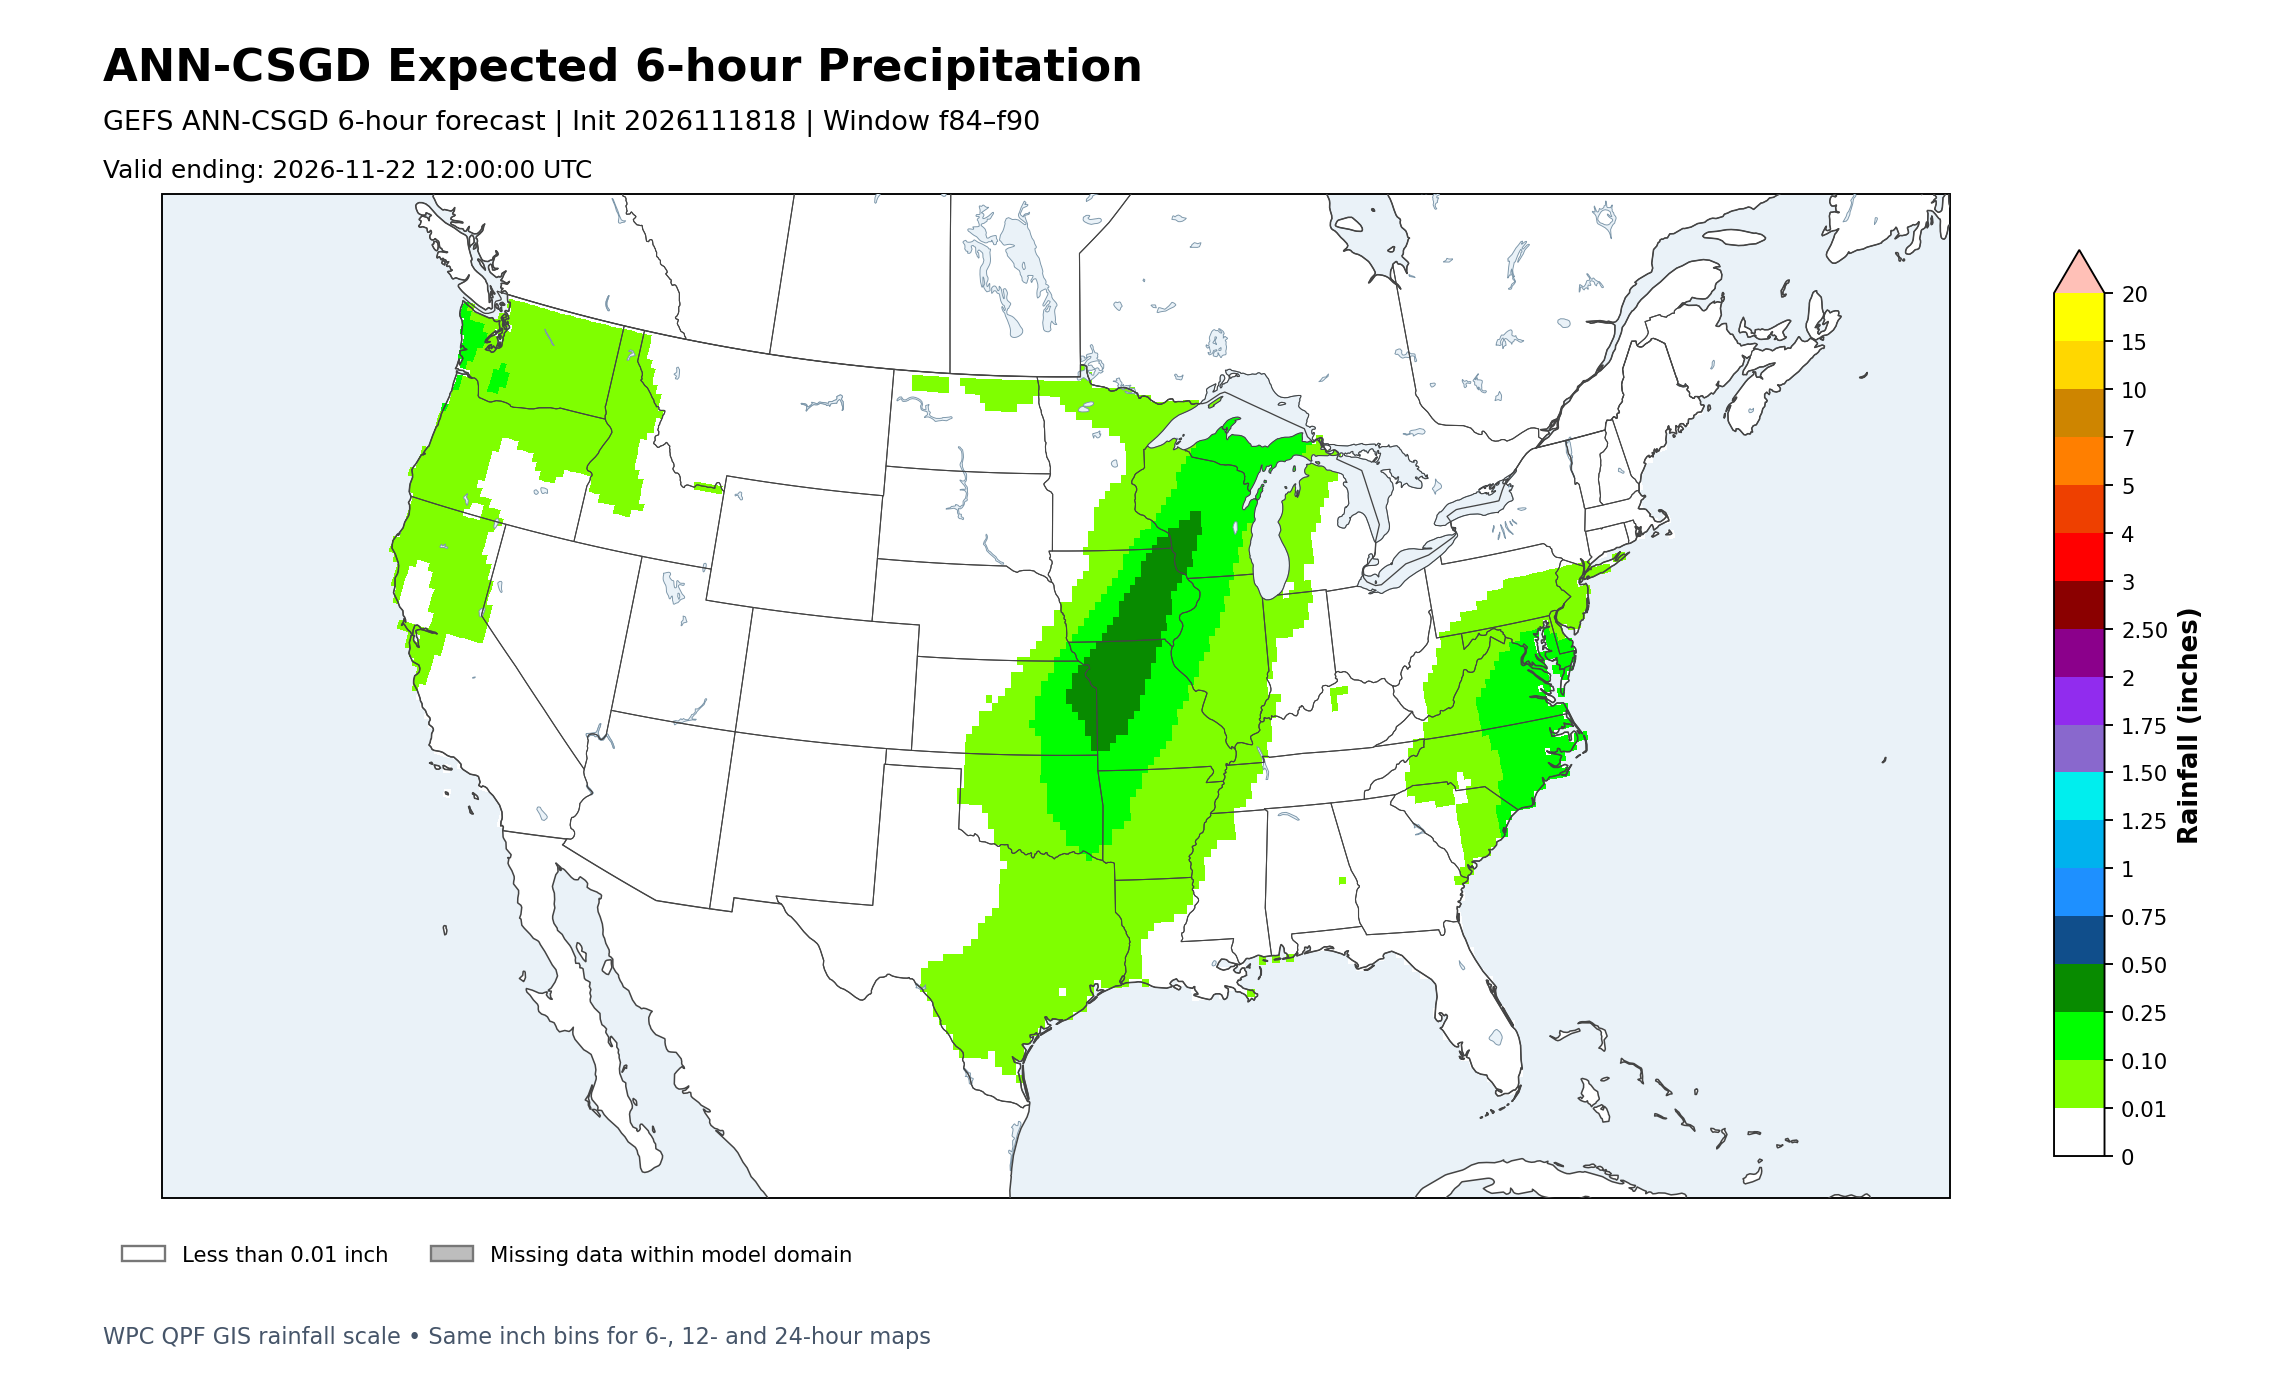 ANN-CSGD Expected 6-hour Precipitation
GEFS ANN-CSGD 6-hour forecast | Init 2026111818 | Window f84–f90
Valid ending: 2026-11-22 12:00:00 UTC
20
15
10
7
5
4
3
2.50
2
1.75
1.50
1.25
1
0.75
0.50
0.25
0.10
0.01
0
Rainfall (inches)
Less than 0.01 inch
Missing data within model domain
WPC QPF GIS rainfall scale • Same inch bins for 6-, 12- and 24-hour maps